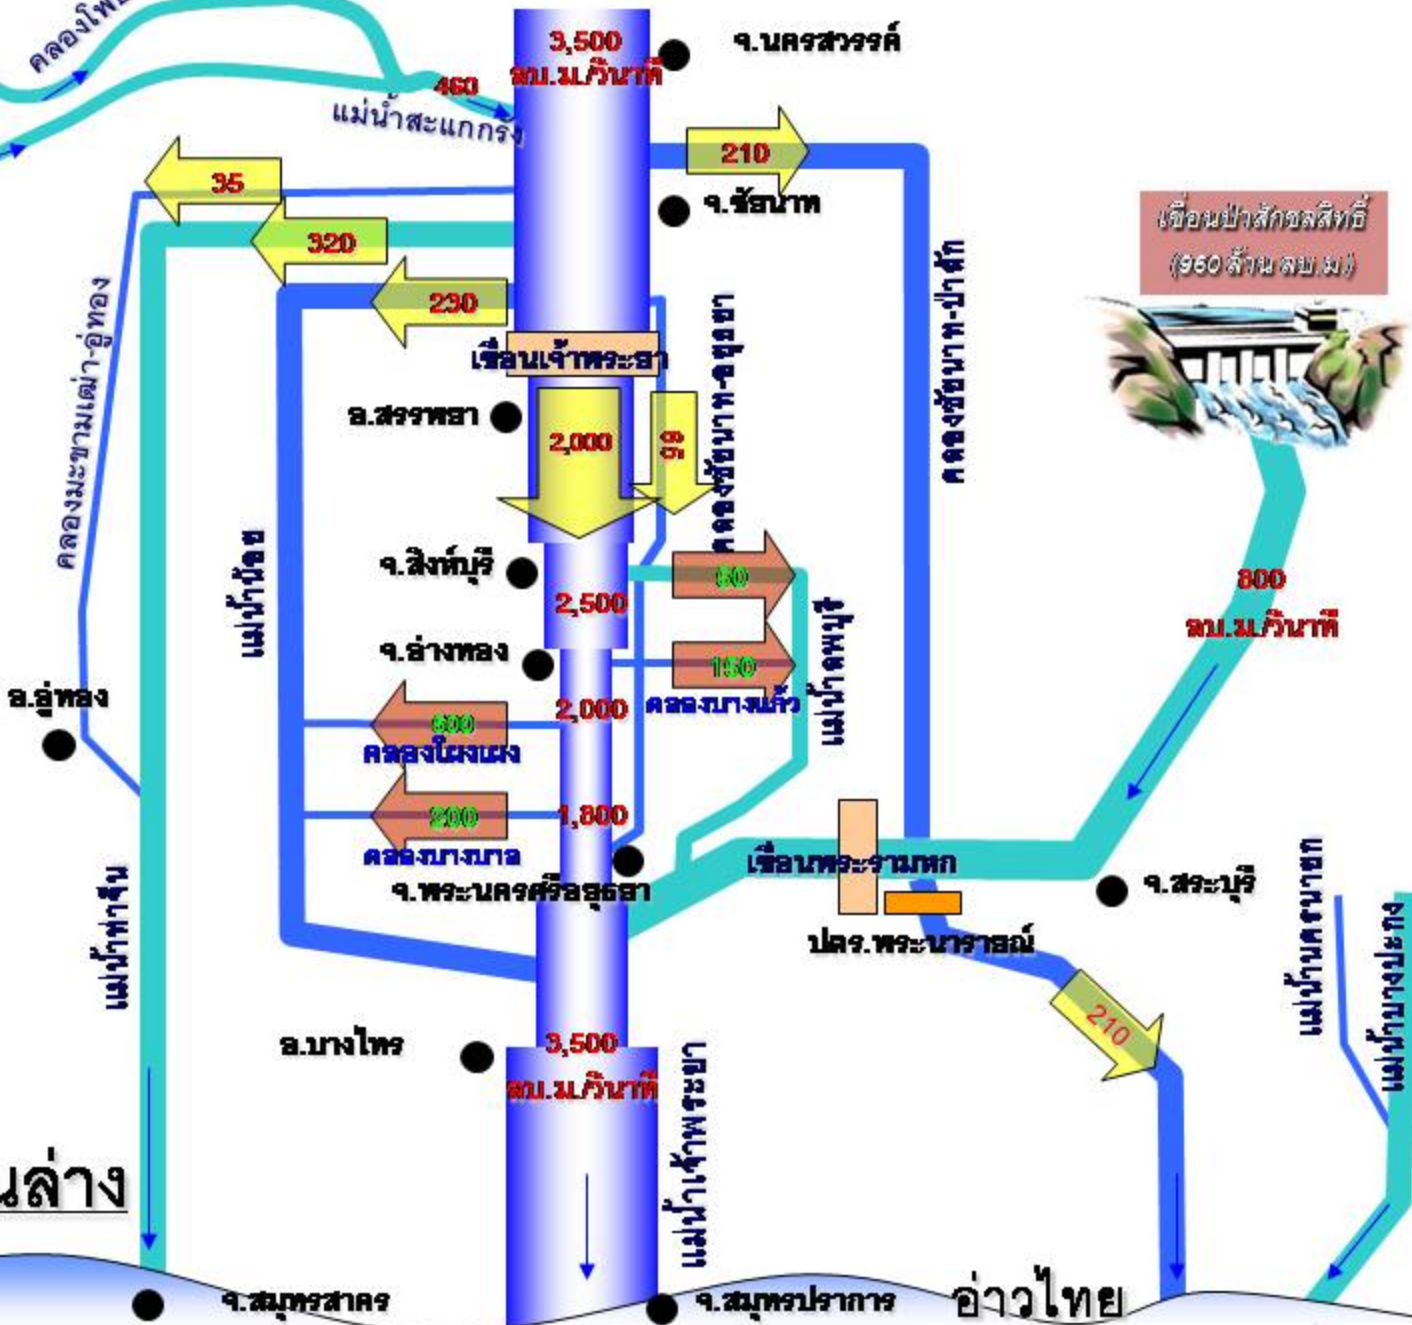 คลองโพธิ์
3,500
ลบ.ม./วินาที
จ.นครสวรรค์
460
แม่น้ำสะแกกรัง
210
35
จ.ชัยนาท
320
230
เขื่อนป่าสักชลสิทธิ์
(960 ล้าน ลบ.ม.)
คลองมะขามเฒ่า-อู่ทอง
คลองชัยนาท-อยุธยา
คลองชัยนาท-ป่าสัก
เขื่อนเจ้าพระยา
อ.สรรพยา
2,000
แม่น้ำน้อย
จ.สิงห์บุรี
2,500
แม่น้ำลพบุรี
800
ลบ.ม./วินาที
จ.อ่างทอง
150
คลองบางแก้ว
อ.อู่ทอง
2,000
คลองโผงเผง
200
1,800
คลองบางบาล
จ.พระนครศรีอยุธยา
เขื่อนพระรามหก
จ.สระบุรี
แม่น้ำท่าจีน
ปตร.พระนารายณ์
แม่น้ำนครนายก
แม่น้ำบางปะกง
210
อ.บางไทร
3,500
ลบ.ม./วินาที
แม่น้ำเจ้าพระยา
นล่าง
จ.สมุทรสาคร
จ.สมุทรปราการ
อ่าวไทย